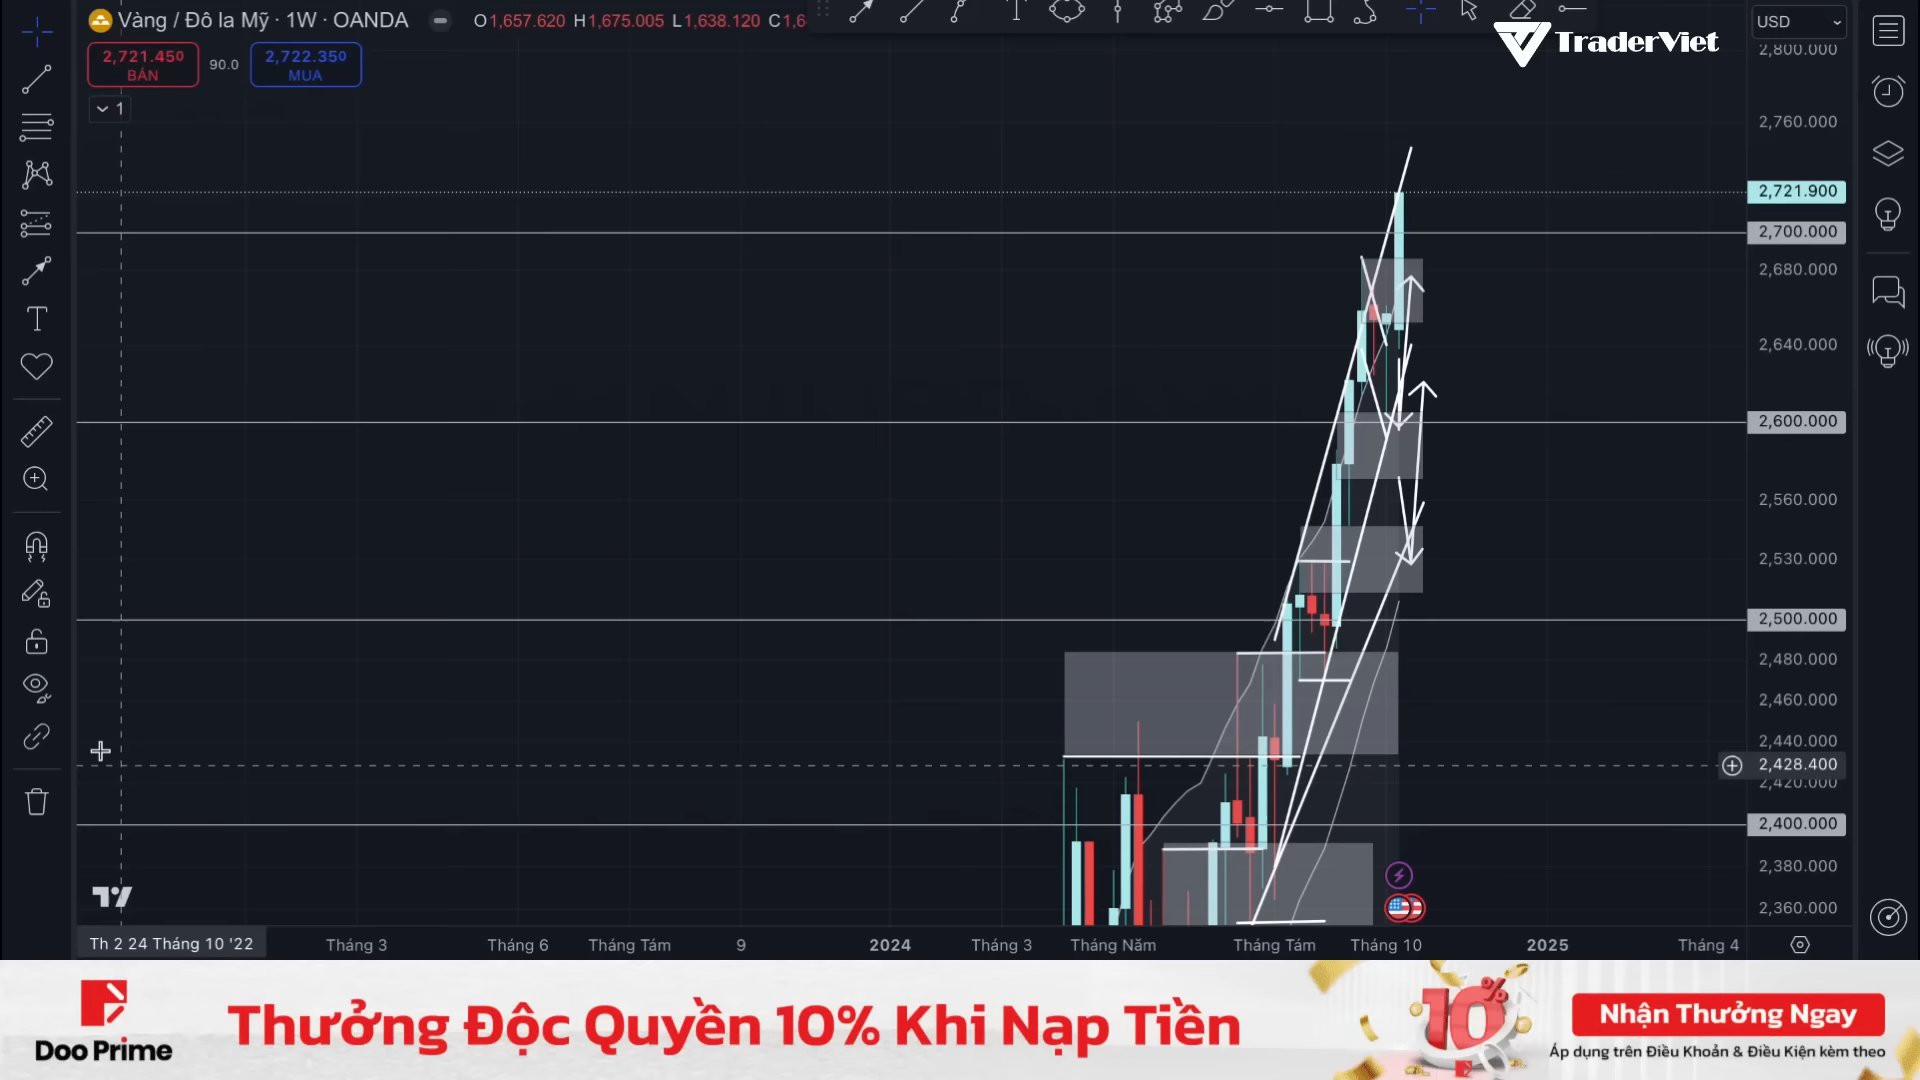 Vàng / Đô la Mỹ · 1W · OANDA
O1,657.620 H1,675.005 L1,638.120 C1,6
USD
TraderViet
2,721.450
BÁN
90.0
2,722.350
MUA
1
2,800.000
2,760.000
2,721.900
2,700.000
2,680.000
2,640.000
2,600.000
2,560.000
2,530.000
2,500.000
2,480.000
2,460.000
2,440.000
2,428.400
2,420.000
2,400.000
2,380.000
2,360.000
Th 2 24 Tháng 10 '22
Tháng 3
Tháng 6
Tháng Tám
9
2024
Tháng 3
Tháng Năm
Tháng Tám
Tháng 10
2025
Tháng 4
Doo Prime
Thưởng Độc Quyền 10% Khi Nạp Tiền
10%
Nhận Thưởng Ngay
Áp dụng trên Điều Khoản & Điều Kiện kèm theo